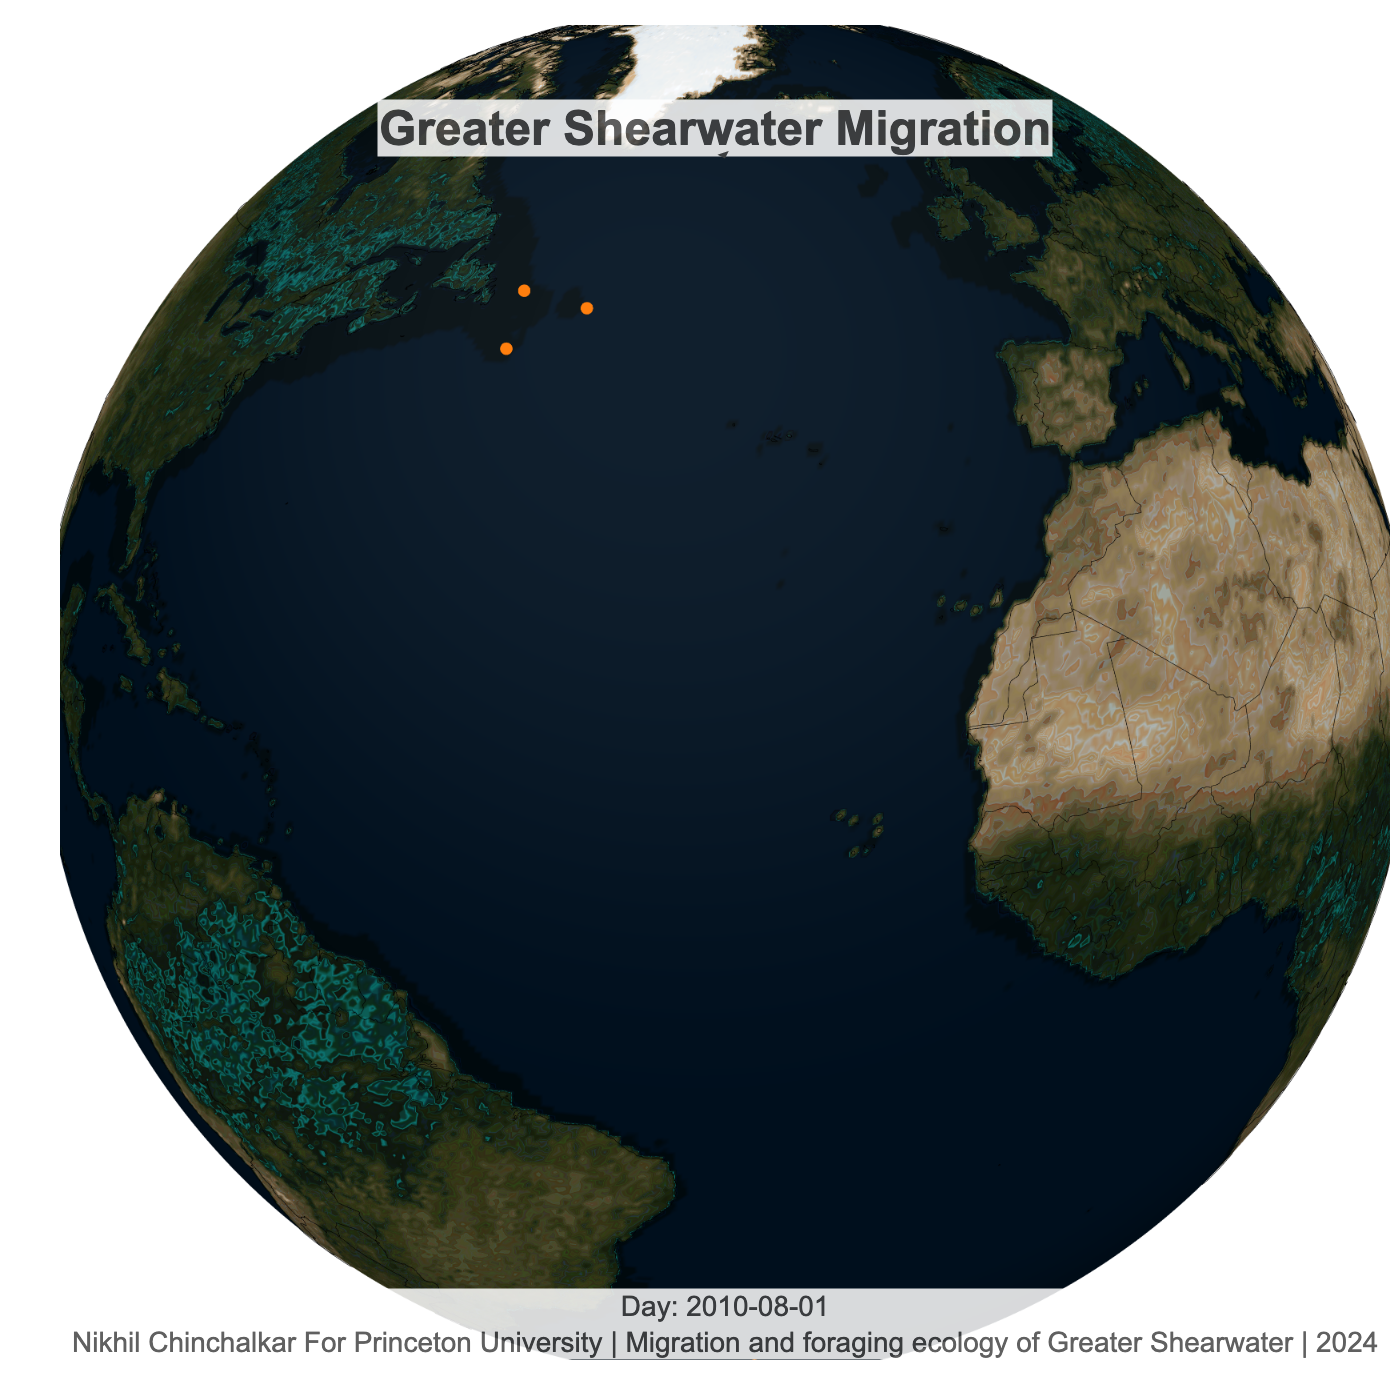 Greater Shearwater Migration
Day: 2010-08-01
Nikhil Chinchalkar For Princeton University | Migration and foraging ecology of Greater Shearwater | 2024